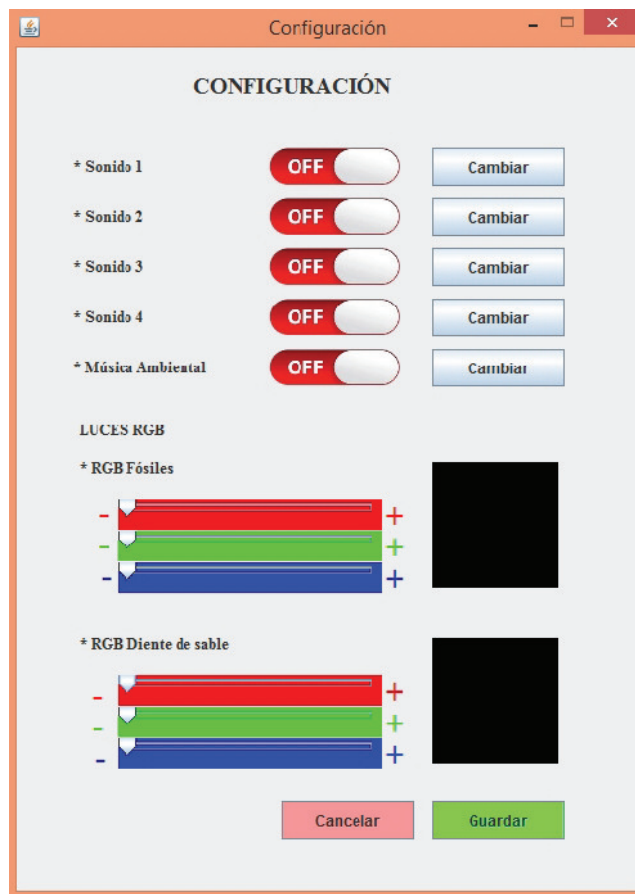 Configuración
CONFIGURACIÓN
* Sonido 1 OFF Cambiar
* Sonido 2 OFF Cambiar
* Sonido 3 OFF Cambiar
* Sonido 4 OFF Cambiar
* Música Ambiental OFF Cambiar
LUCES RGB
* RGB Fósiles
- +
- +
- +
* RGB Diente de sable
- +
- +
- +
Cancelar Guardar